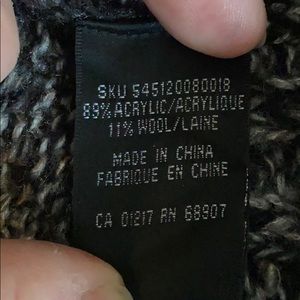 SKU 545120080018
89% ACRYLIC/ACRYLIQUE
11% WOOL/LAINE
MADE IN CHINA
FABRIQUE EN CHINE
CA 01217 RN 68907